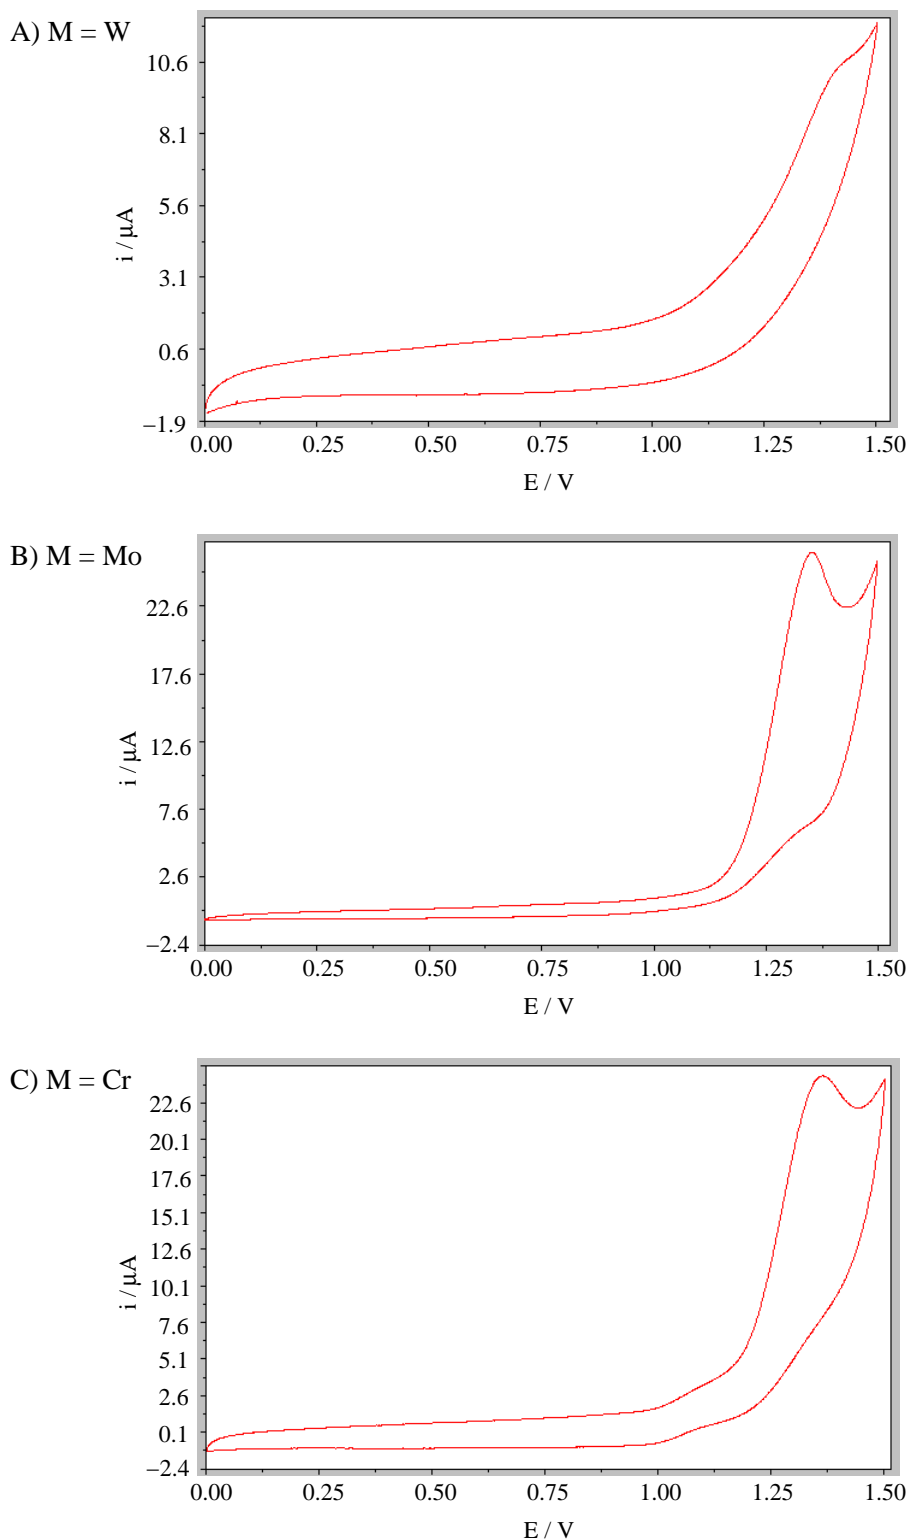 A) M = W
10.6
8.1
5.6
3.1
0.6
−1.9
i / µA
0.00 0.25 0.50 0.75 1.00 1.25 1.50
E / V
B) M = Mo
22.6
17.6
12.6
7.6
2.6
−2.4
i / µA
0.00 0.25 0.50 0.75 1.00 1.25 1.50
E / V
C) M = Cr
22.6
20.1
17.6
15.1
12.6
10.1
7.6
5.1
2.6
0.1
−2.4
i / µA
0.00 0.25 0.50 0.75 1.00 1.25 1.50
E / V